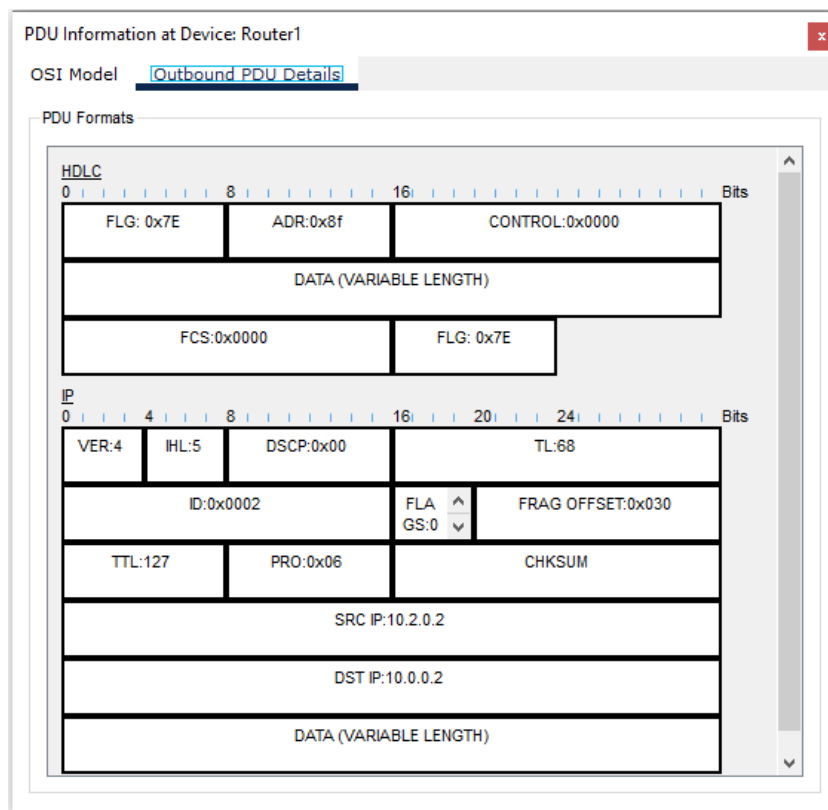 PDU Information at Device: Router1
x
OSI Model Outbound PDU Details
PDU Formats
HDLC
0 8 16 Bits
FLG: 0x7E ADR:0x8f CONTROL:0x0000
DATA (VARIABLE LENGTH)
FCS:0x0000 FLG: 0x7E
IP
0 4 8 16 20 24 Bits
VER:4 IHL:5 DSCP:0x00 TL:68
ID:0x0002 FLA FRAG OFFSET:0x030
GS:0
TTL:127 PRO:0x06 CHKSUM
SRC IP:10.2.0.2
DST IP:10.0.0.2
DATA (VARIABLE LENGTH)